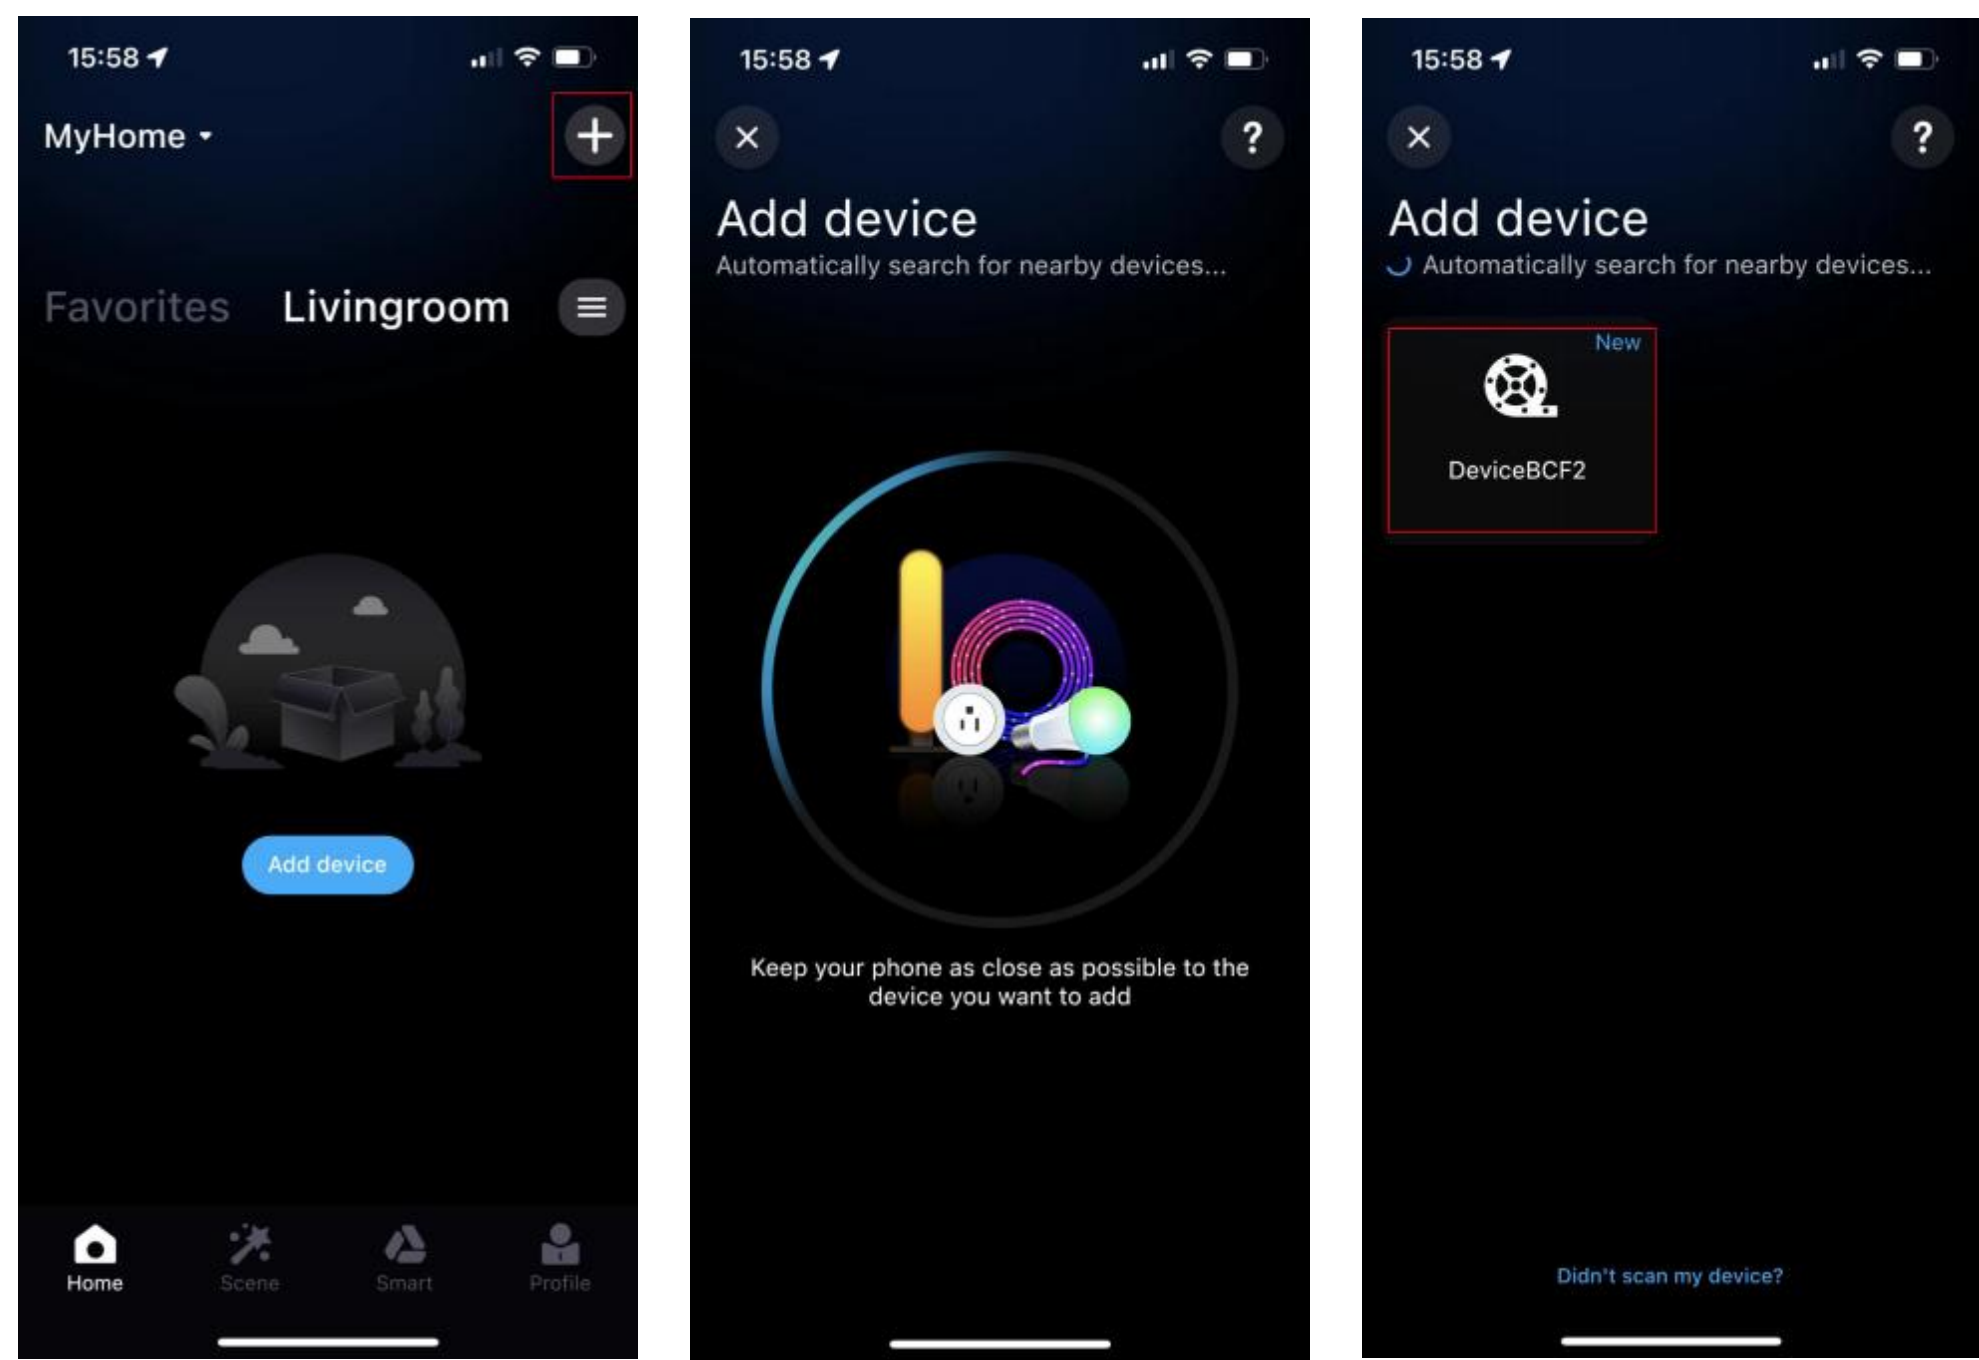 15:58
MyHome
Favorites Livingroom
Add device
Home Scene Smart Profile
15:58
?
Add device
Automatically search for nearby devices...
Keep your phone as close as possible to the
device you want to add
15:58
?
Add device
Automatically search for nearby devices...
New
DeviceBCF2
Didn't scan my device?